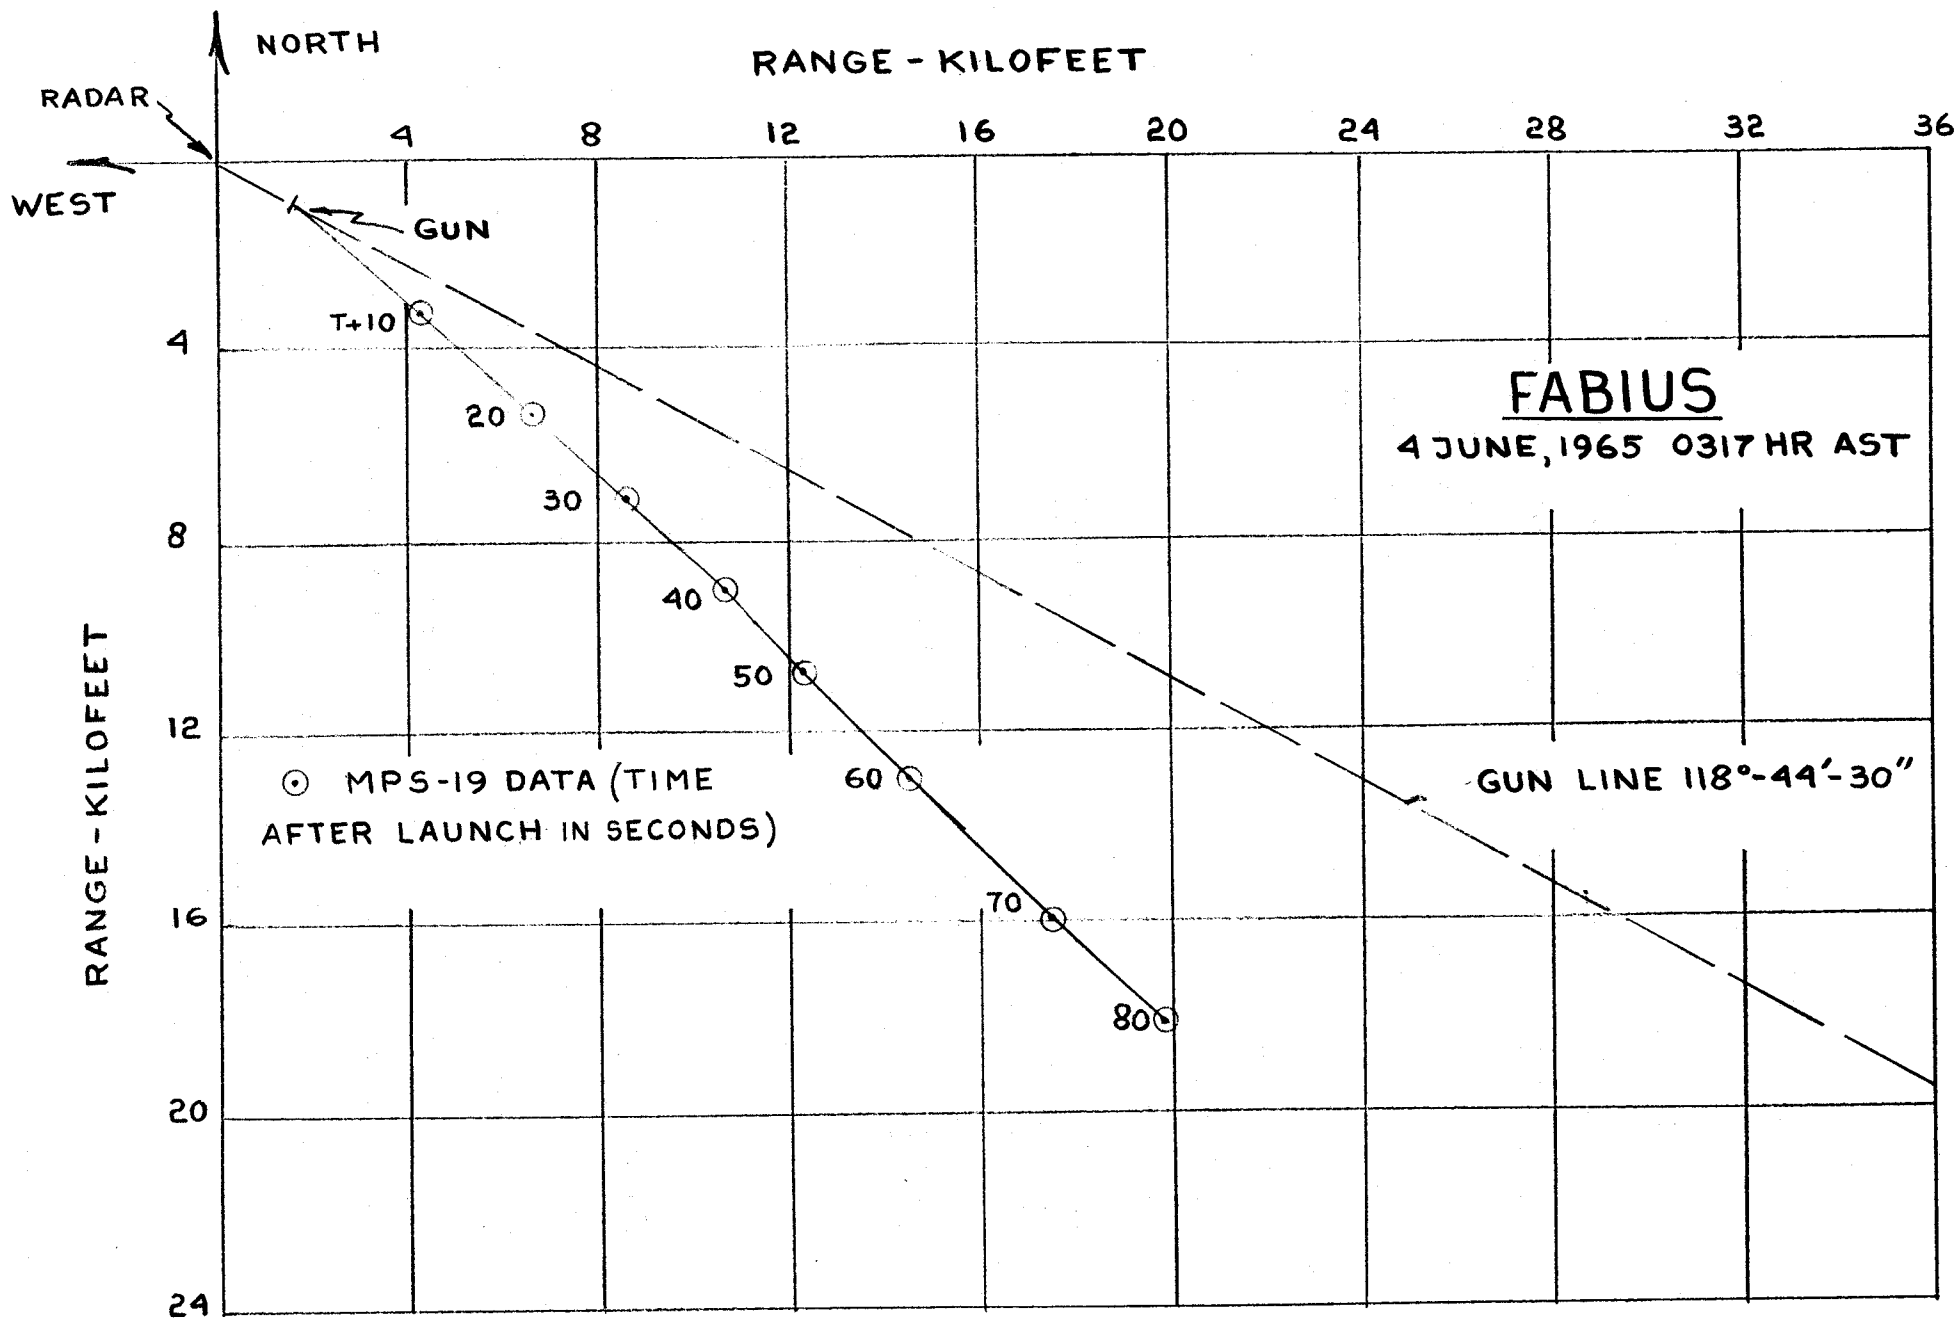 NORTH
RANGE - KILOFEET
RADAR
4 8 12 16 20 24 28 32 36
WEST
GUN
T+10
4
20
FABIUS
4 JUNE, 1965 0317 HR AST
30
8
40
50
12
60
MPS-19 DATA (TIME
AFTER LAUNCH IN SECONDS)
GUN LINE 118°-44'-30"
RANGE - KILOFEET
70
16
80
20
24